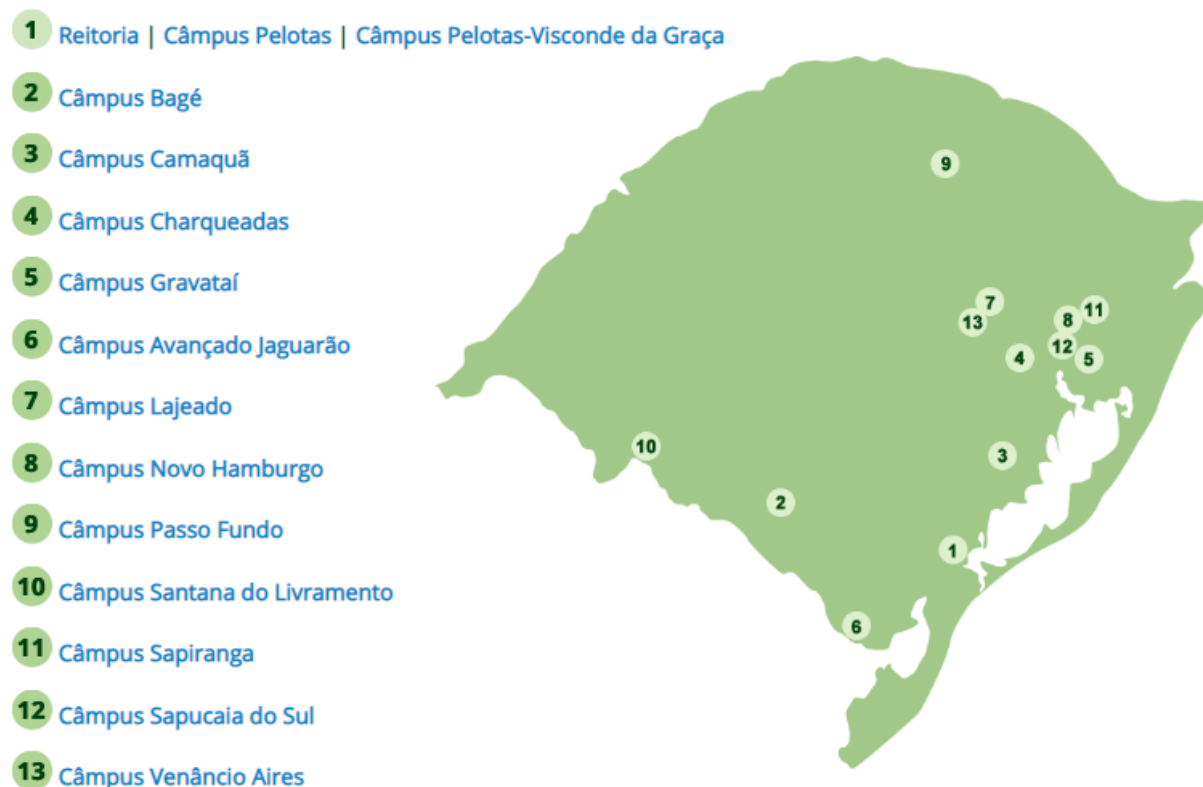 1 Reitoria | Câmpus Pelotas | Câmpus Pelotas-Visconde da Graça
2 Câmpus Bagé
3 Câmpus Camaquã
4 Câmpus Charqueadas
5 Câmpus Gravataí
6 Câmpus Avançado Jaguarão
7 Câmpus Lajeado
8 Câmpus Novo Hamburgo
9 Câmpus Passo Fundo
10 Câmpus Santana do Livramento
11 Câmpus Sapiranga
12 Câmpus Sapucaia do Sul
13 Câmpus Venâncio Aires
9
7
11
13
8
12
4
5
10
3
2
1
6